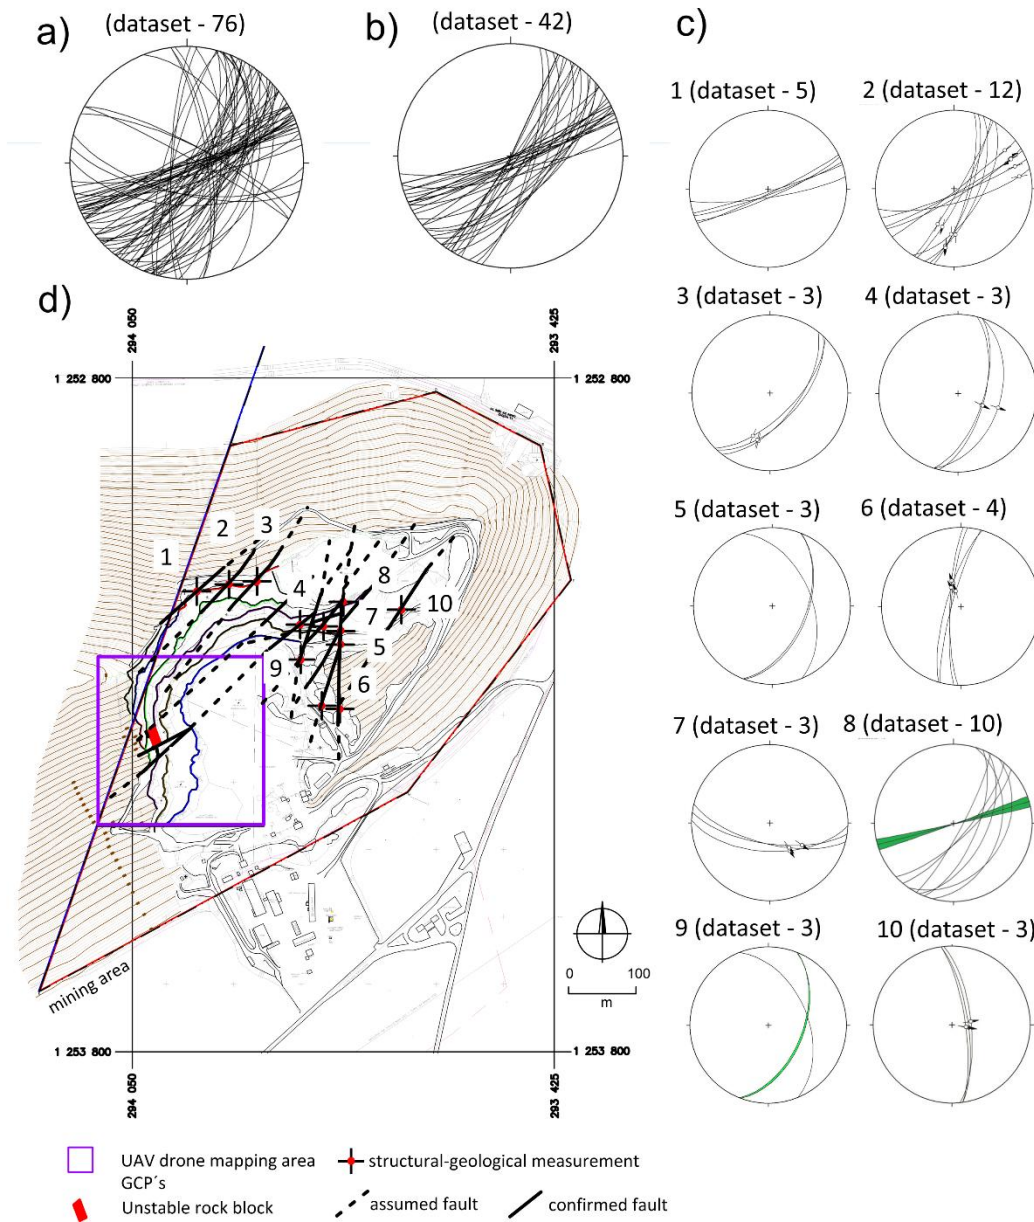 a)
(dataset - 76)
b)
(dataset - 42)
c)
1 (dataset - 5)
2 (dataset - 12)
3 (dataset - 3)
4 (dataset - 3)
5 (dataset - 3)
6 (dataset - 4)
7 (dataset - 3)
8 (dataset - 10)
9 (dataset - 3)
10 (dataset - 3)
d)
294 050
293 425
1 252 800
1 252 800
1
2
3
4
8
7
10
5
9
6
mining area
0 100
m
1 253 800
1 253 800
294 050
293 425
UAV drone mapping area
GCP´s
Unstable rock block
structural-geological measurement
assumed fault
confirmed fault